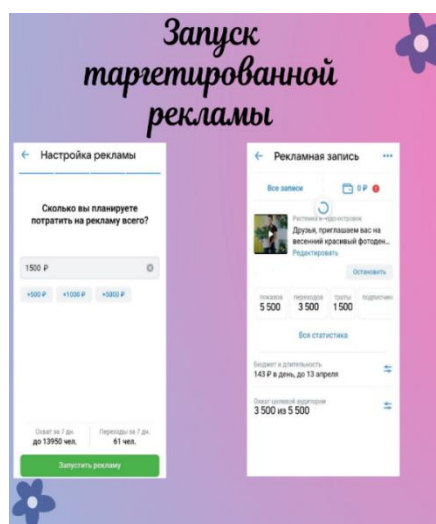 Запуск
таргетированной
рекламы
Настройка рекламы
Сколько вы планируете
потратить на рекламу всего?
1500 ₽
+500 ₽ +1000 ₽ +5000 ₽
Охват за 7 дн.
до 13950 чел.
Переходы за 7 дн.
61 чел.
Запустить рекламу
Рекламная запись
Все записи 0 ₽
Друзья, приглашаем вас на
весенний красивый фотоден...
Редактировать
Остановить
показов переходов траты подписчик
5 500 3 500 1 500
Вся статистика
Бюджет и длительность
143 ₽ в день, до 13 апреля
Охват целевой аудитории
3 500 из 5 500